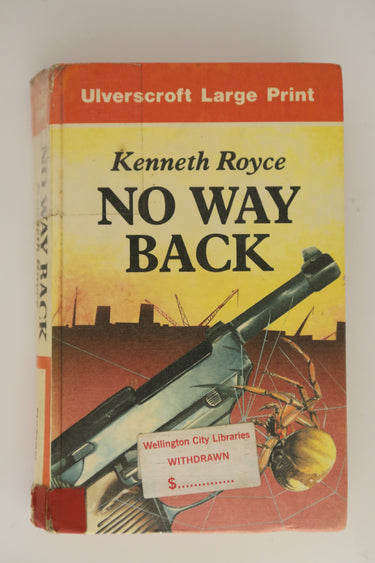 Ulverscroft Large Print
Kenneth Royce
NO WAY
BACK
Wellington City Libraries
WITHDRAWN
$..............
NO WAY BACK